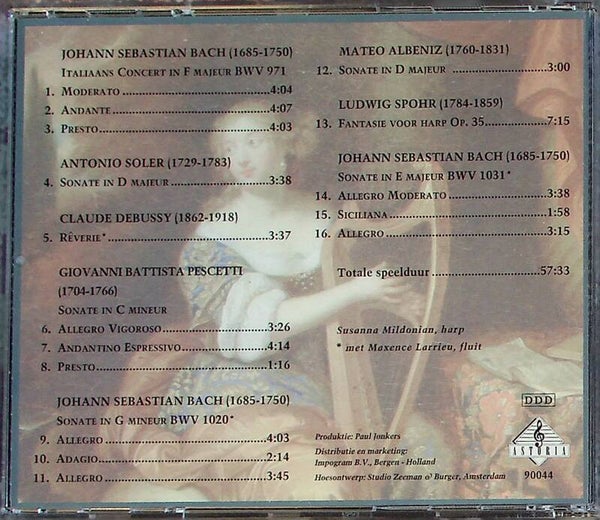 JOHANN SEBASTIAN BACH (1685-1750)
ITALIAANS CONCERT IN F MAJEUR BWV 971
1. MODERATO 4:04
2. ANDANTE 4:07
3. PRESTO 4:03
ANTONIO SOLER (1729-1783)
4. SONATE IN D MAJEUR 3:38
CLAUDE DEBUSSY (1862-1918)
5. RÊVERIE* 3:37
GIOVANNI BATTISTA PESCETTI
(1704-1766)
SONATE IN C MINEUR
6. ALLEGRO VIGOROSO 3:26
7. ANDANTINO ESPRESSIVO 4:14
8. PRESTO 1:16
JOHANN SEBASTIAN BACH (1685-1750)
SONATE IN G MINEUR BWV 1020*
9. ALLEGRO 4:03
10. ADAGIO 2:14
11. ALLEGRO 3:45
MATEO ALBENIZ (1760-1831)
12. SONATE IN D MAJEUR 3:00
LUDWIG SPOHR (1784-1859)
13. FANTASIE VOOR HARP OP. 35 7:15
JOHANN SEBASTIAN BACH (1685-1750)
SONATE IN E MAJEUR BWV 1031*
14. ALLEGRO MODERATO 3:38
15. SICILIANA 1:58
16. ALLEGRO 3:15
Totale speelduur 57:33
Susanna Mildonian, harp
* met Maxence Larrieu, fluit
Produktie: Paul Jonkers
Distributie en marketing:
Impogram B.V., Bergen - Holland
Hoesontwerp: Studio Zeeman & Burger, Amsterdam
DDD
ASTORIA
90044